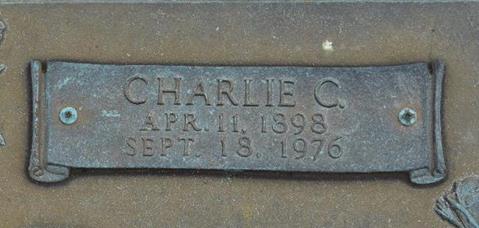 CHARLIE C.
APR. 11, 1898
SEPT. 18, 1976